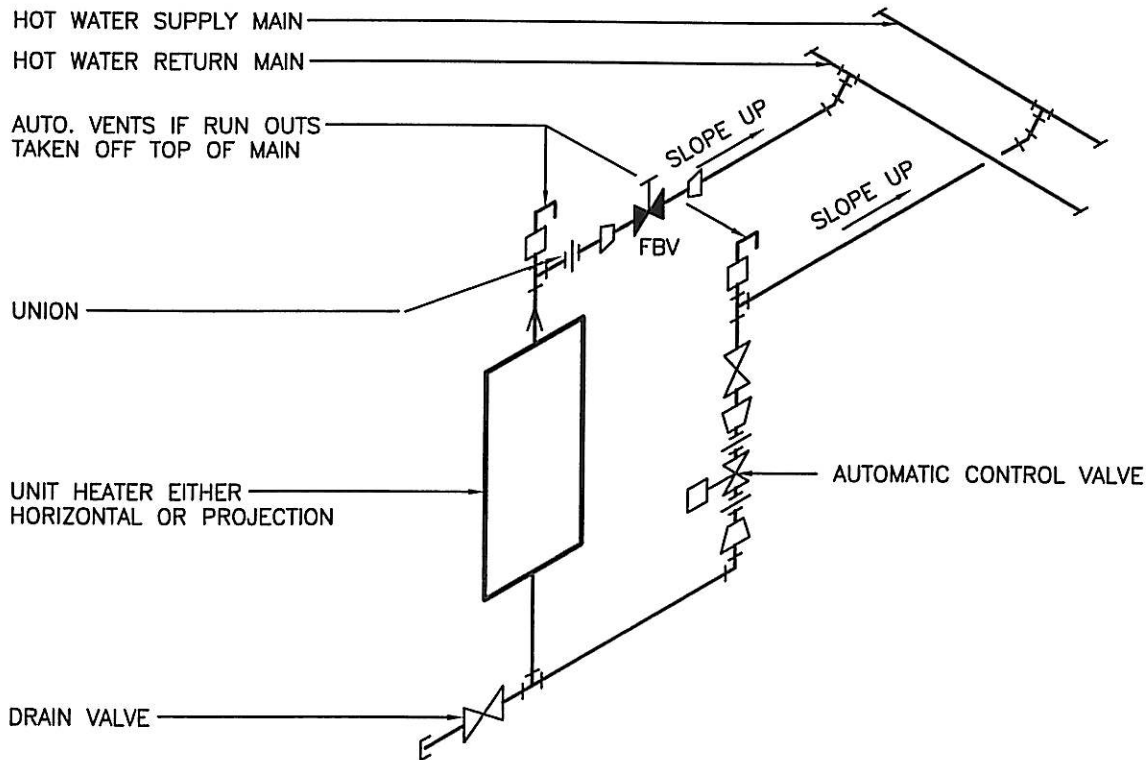 HOT WATER SUPPLY MAIN
HOT WATER RETURN MAIN
AUTO. VENTS IF RUN OUTS
TAKEN OFF TOP OF MAIN
SLOPE UP
SLOPE UP
FBV
UNION
UNIT HEATER EITHER
HORIZONTAL OR PROJECTION
AUTOMATIC CONTROL VALVE
DRAIN VALVE